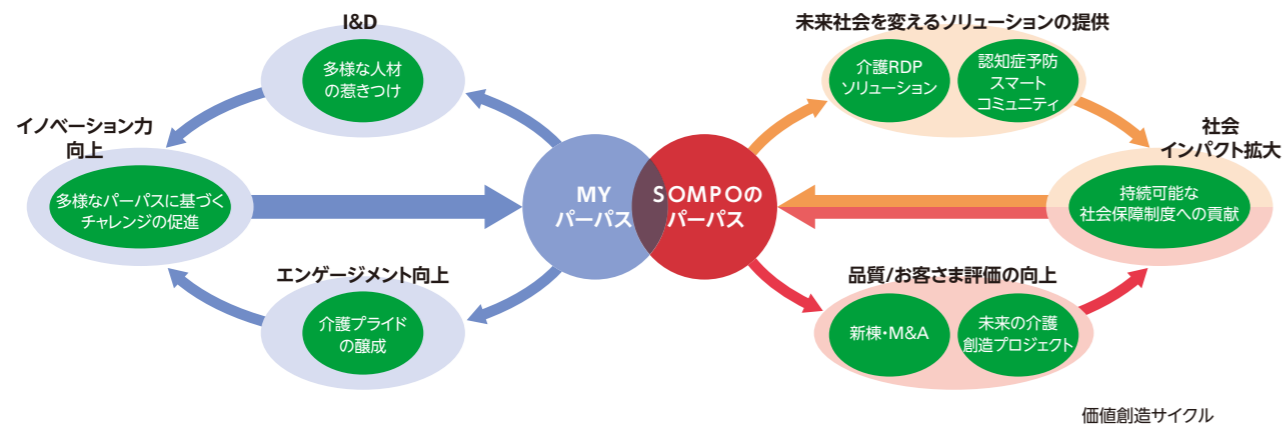 I&D
多様な人材
の惹きつけ
イノベーション力
向上
多様なパーパスに基づく
チャレンジの促進
エンゲージメント向上
介護プライド
の醸成
MY
パーパス
SOMPOの
パーパス
未来社会を変えるソリューションの提供
介護RDP
ソリューション
認知症予防
スマート
コミュニティ
社会
インパクト拡大
持続可能な
社会保障制度への貢献
品質/お客さま評価の向上
新棟・M&A
未来の介護
創造プロジェクト
価値創造サイクル